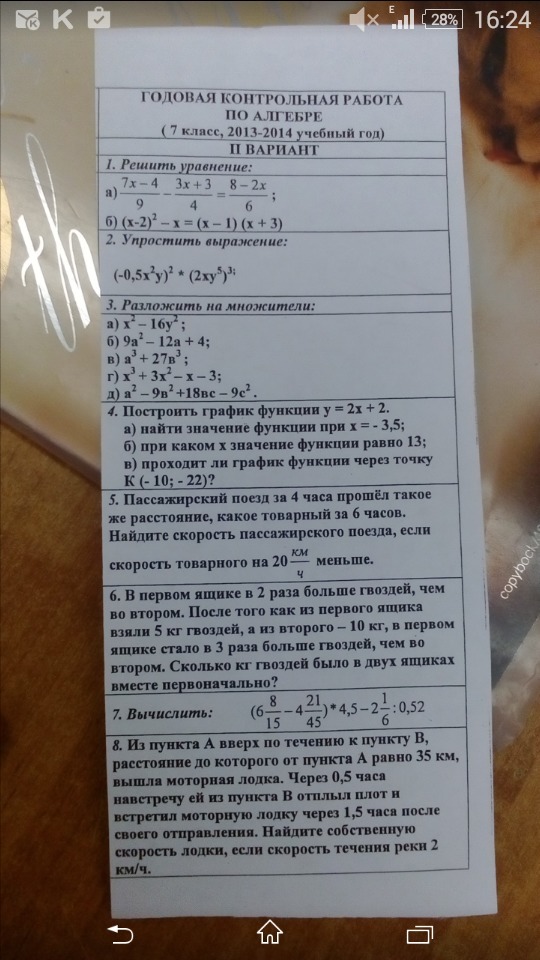 E 28% 16:24
ГОДОВАЯ КОНТРОЛЬНАЯ РАБОТА
ПО АЛГЕБРЕ
( 7 класс, 2013-2014 учебный год)
II ВАРИАНТ
1. Решить уравнение:
а) (7x – 4)/9 – (3x + 3)/4 = (8 – 2x)/6 ;
б) (x-2)² – x = (x – 1) (x + 3)
2. Упростить выражение:
(-0,5x²y)² * (2xy⁵)³;
3. Разложить на множители:
а) x² – 16y² ;
б) 9a² – 12a + 4;
в) a³ + 27в³ ;
г) x³ + 3x² – x – 3;
д) a² – 9в² +18вс – 9с² .
4. Построить график функции y = 2x + 2.
а) найти значение функции при x = - 3,5;
б) при каком x значение функции равно 13;
в) проходит ли график функции через точку
К (- 10; - 22)?
5. Пассажирский поезд за 4 часа прошёл такое
же расстояние, какое товарный за 6 часов.
Найдите скорость пассажирского поезда, если
скорость товарного на 20 км/ч меньше.
6. В первом ящике в 2 раза больше гвоздей, чем
во втором. После того как из первого ящика
взяли 5 кг гвоздей, а из второго – 10 кг, в первом
ящике стало в 3 раза больше гвоздей, чем во
втором. Сколько кг гвоздей было в двух ящиках
вместе первоначально?
7. Вычислить: (6 8/15 – 4 21/45) * 4,5 – 2 1/6 : 0,52
8. Из пункта А вверх по течению к пункту В,
расстояние до которого от пункта А равно 35 км,
вышла моторная лодка. Через 0,5 часа
навстречу ей из пункта В отплыл плот и
встретил моторную лодку через 1,5 часа после
своего отправления. Найдите собственную
скорость лодки, если скорость течения реки 2
км/ч.